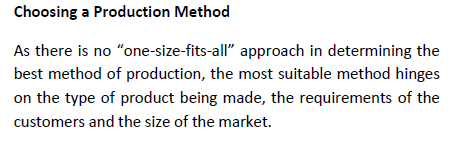 Choosing a Production Method
As there is no “one-size-fits-all” approach in determining the
best method of production, the most suitable method hinges
on the type of product being made, the requirements of the
customers and the size of the market.